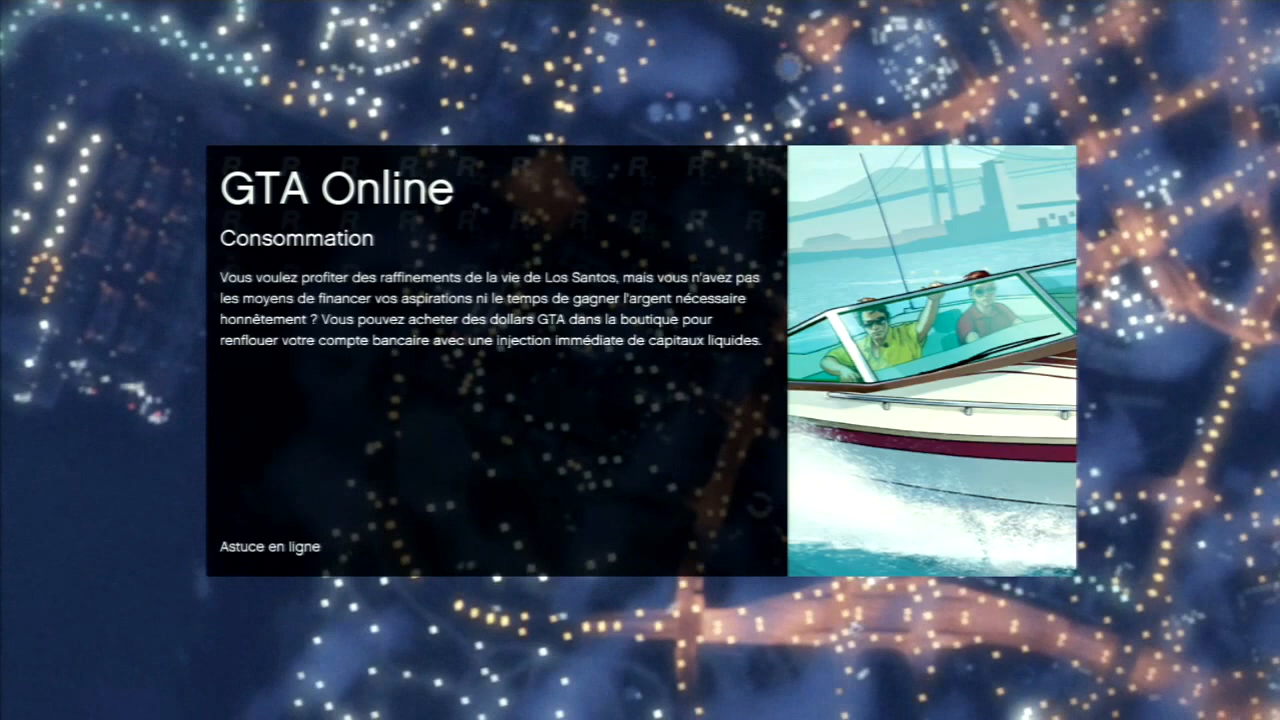 GTA Online
Consommation
Vous voulez profiter des raffinements de la vie de Los Santos, mais vous n'avez pas
les moyens de financer vos aspirations ni le temps de gagner l'argent nécessaire
honnêtement ? Vous pouvez acheter des dollars GTA dans la boutique pour
renflouer votre compte bancaire avec une injection immédiate de capitaux liquides.
Astuce en ligne